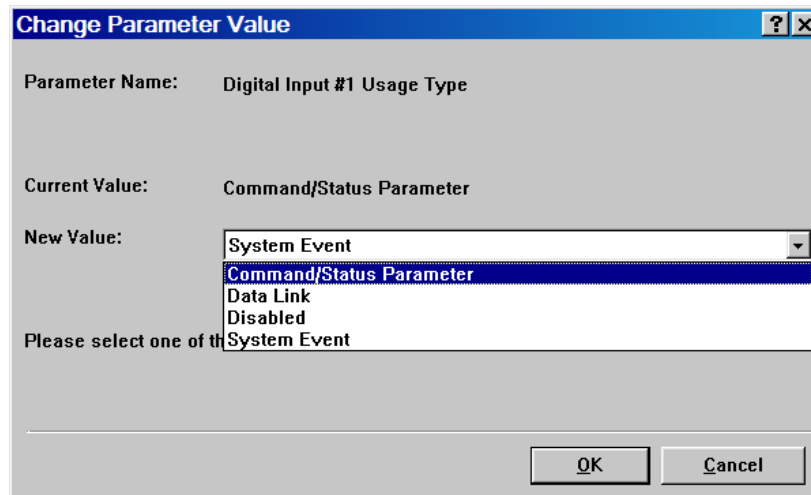 Change Parameter Value
Parameter Name: Digital Input #1 Usage Type
Current Value: Command/Status Parameter
New Value: System Event
Command/Status Parameter
Data Link
Disabled
System Event
Please select one of th
OK Cancel